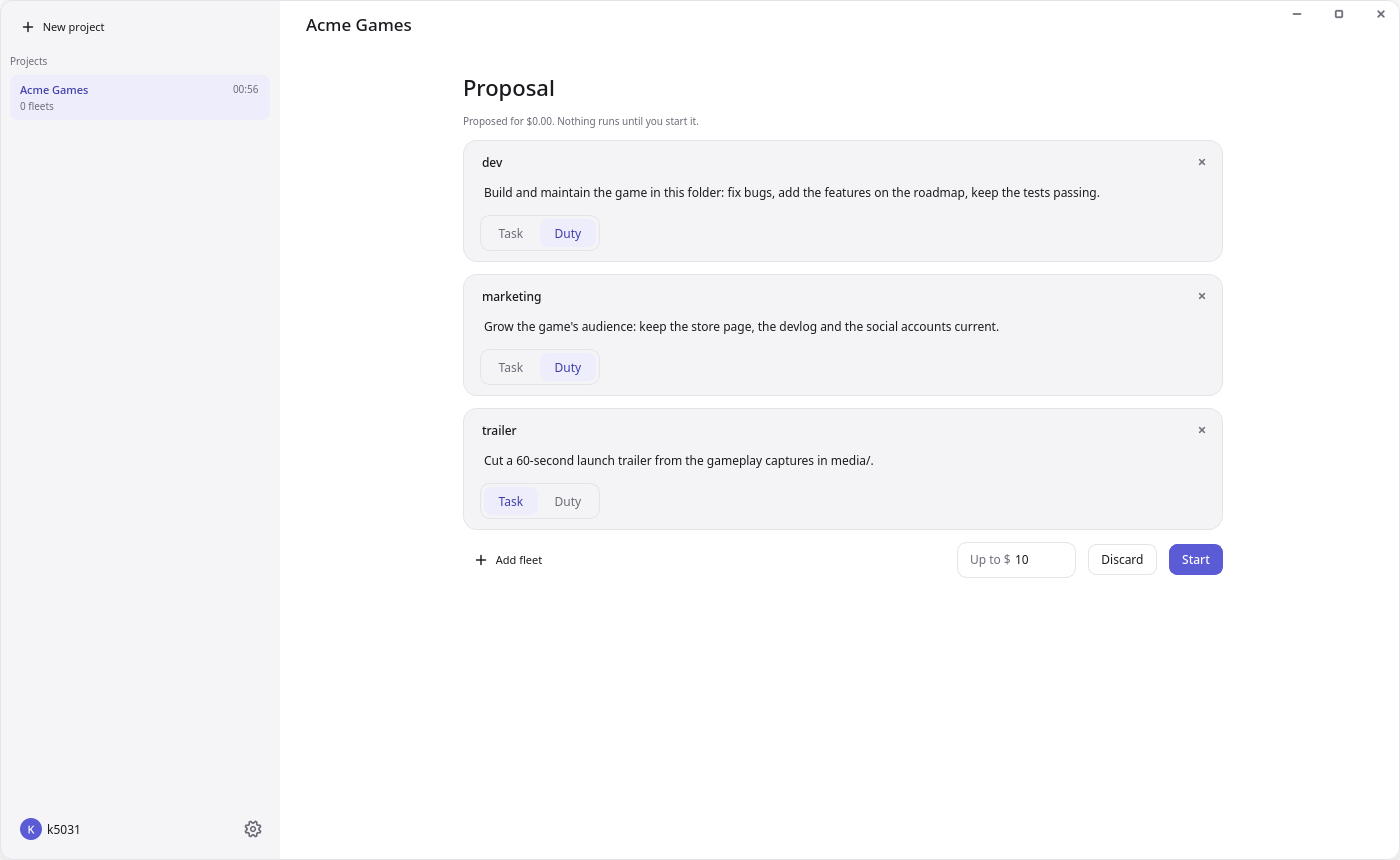 New project
Projects
Acme Games 00:56
0 fleets
K k5031
Acme Games
Proposal
Proposed for $0.00. Nothing runs until you start it.
dev
Build and maintain the game in this folder: fix bugs, add the features on the roadmap, keep the tests passing.
Task Duty
marketing
Grow the game's audience: keep the store page, the devlog and the social accounts current.
Task Duty
trailer
Cut a 60-second launch trailer from the gameplay captures in media/.
Task Duty
Add fleet Up to $ 10 Discard Start